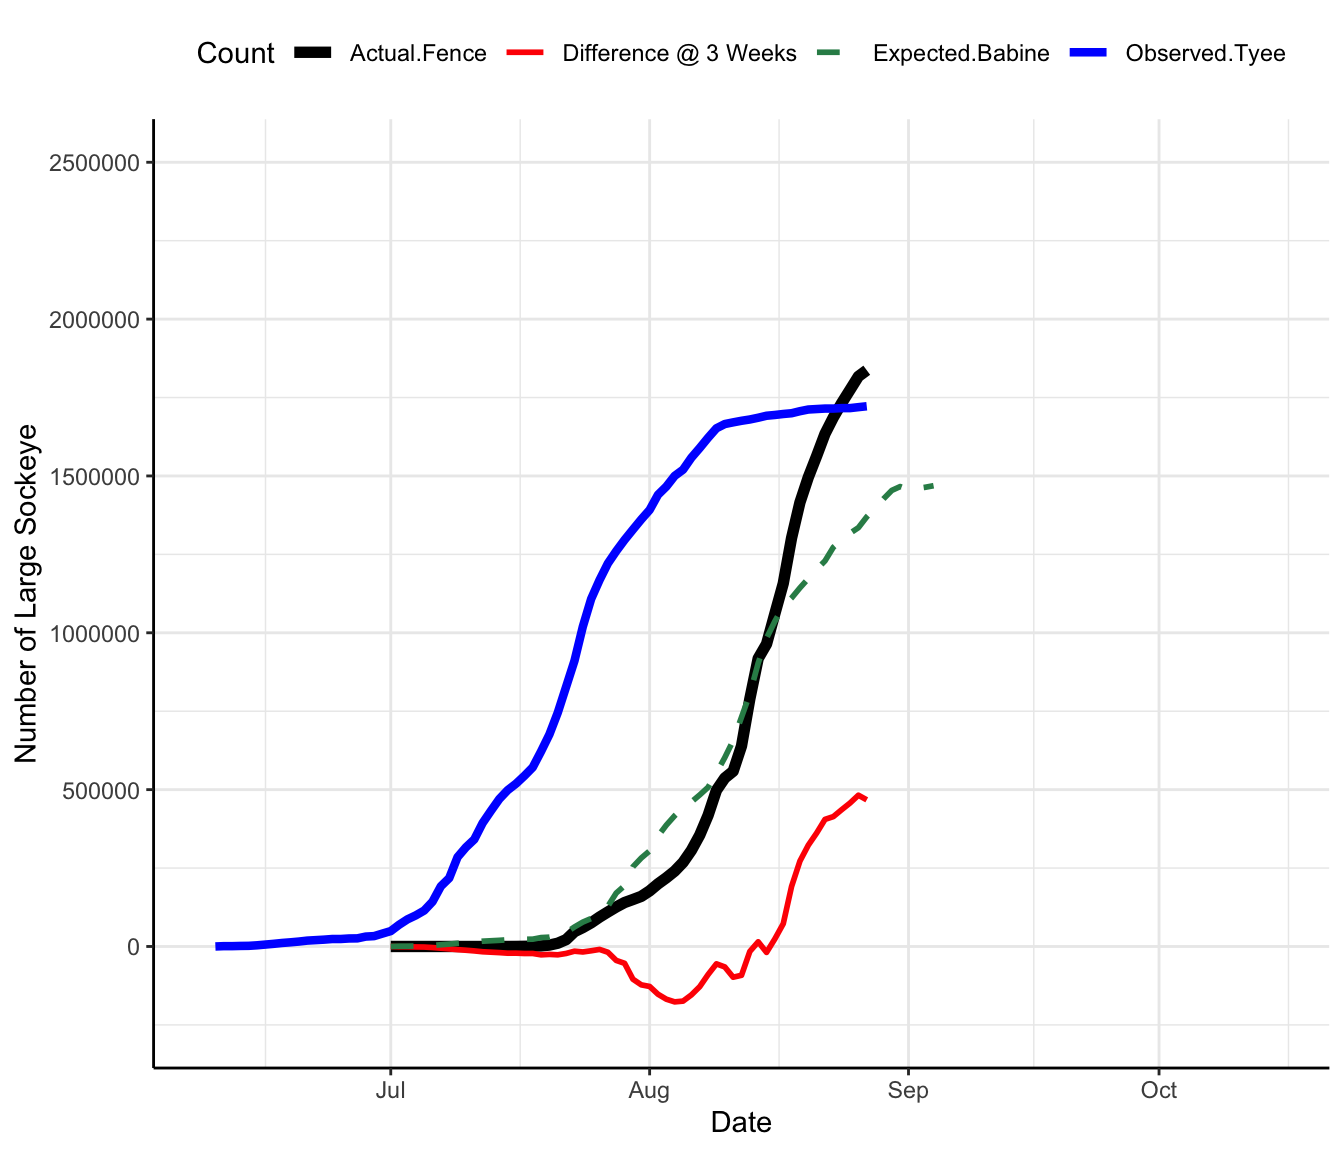 Count Actual.Fence Difference @ 3 Weeks Expected.Babine Observed.Tyee
2500000
2000000
1500000
1000000
500000
0
Number of Large Sockeye
Jul Aug Sep Oct
Date